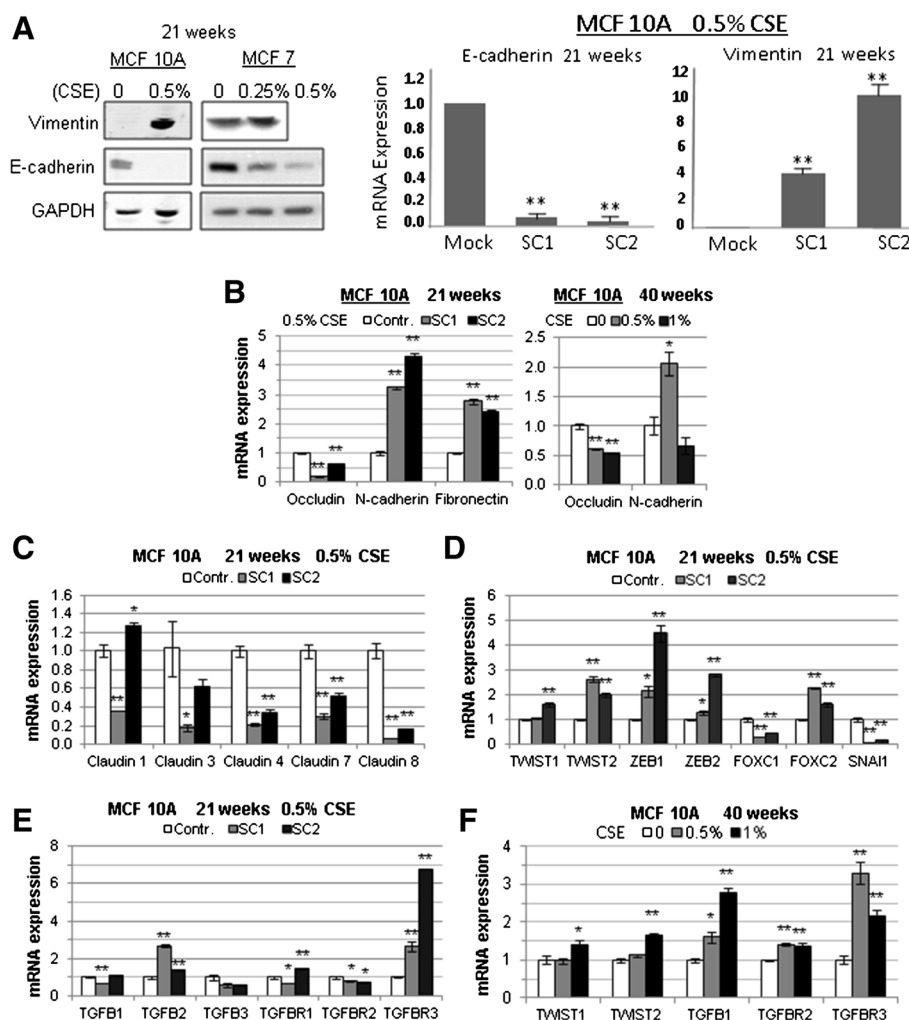 A
21 weeks
MCF 10A MCF 7
(CSE) 0 0.5% 0 0.25% 0.5%
Vimentin
E-cadherin
GAPDH
MCF 10A 0.5% CSE
E-cadherin 21 weeks
mRNA Expression
1.2
1.0
0.8
0.6
0.4
0.2
0.0
** **
Mock SC1 SC2
Vimentin 21 weeks
12
10
8
6
4
2
0
** **
Mock SC1 SC2
B
MCF 10A 21 weeks
0.5% CSE Contr. SC1 SC2
mRNA expression
5
4
3
2
1
0
** ** ** ** ** **
Occludin N-cadherin Fibronectin
MCF 10A 40 weeks
CSE 0 0.5% 1%
2.5
2.0
1.5
1.0
0.5
0.0
** ** *
Occludin N-cadherin
C
MCF 10A 21 weeks 0.5% CSE
Contr. SC1 SC2
mRNA expression
1.6
1.4
1.2
1.0
0.8
0.6
0.4
0.2
0.0
** * * ** ** ** ** ** **
Claudin 1 Claudin 3 Claudin 4 Claudin 7 Claudin 8
D
MCF 10A 21 weeks 0.5% CSE
Contr. SC1 SC2
mRNA expression
6
5
4
3
2
1
0
** ** ** * ** * ** ** ** ** ** ** **
TWIST1 TWIST2 ZEB1 ZEB2 FOXC1 FOXC2 SNAI1
E
MCF 10A 21 weeks 0.5% CSE
Contr. SC1 SC2
mRNA expression
8
6
4
2
0
** ** ** * ** * * ** **
TGFB1 TGFB2 TGFB3 TGFBR1 TGFBR2 TGFBR3
F
MCF 10A 40 weeks
CSE 0 0.5% 1%
mRNA expression
4
3
2
1
0
* ** * ** ** ** ** **
TWIST1 TWIST2 TGFB1 TGFBR2 TGFBR3